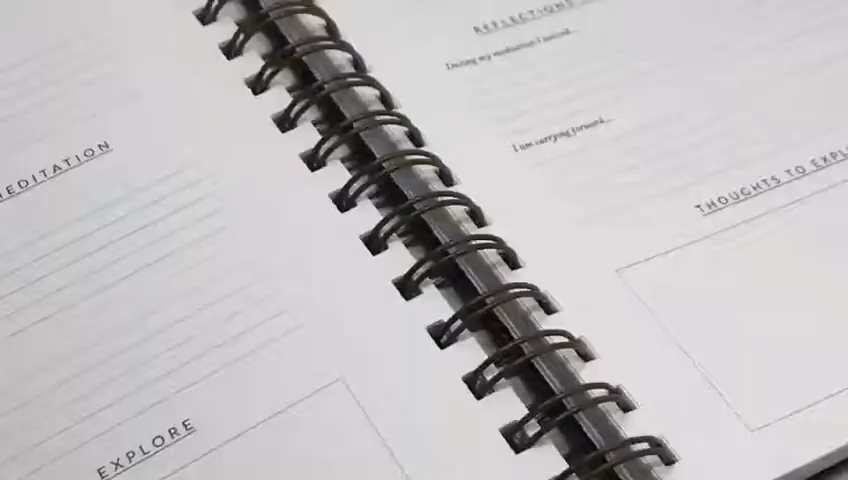 MEDITATION
EXPLORE
REFLECTIONS
During my meditation I noticed...
I am carrying forward...
THOUGHTS TO EXPLO